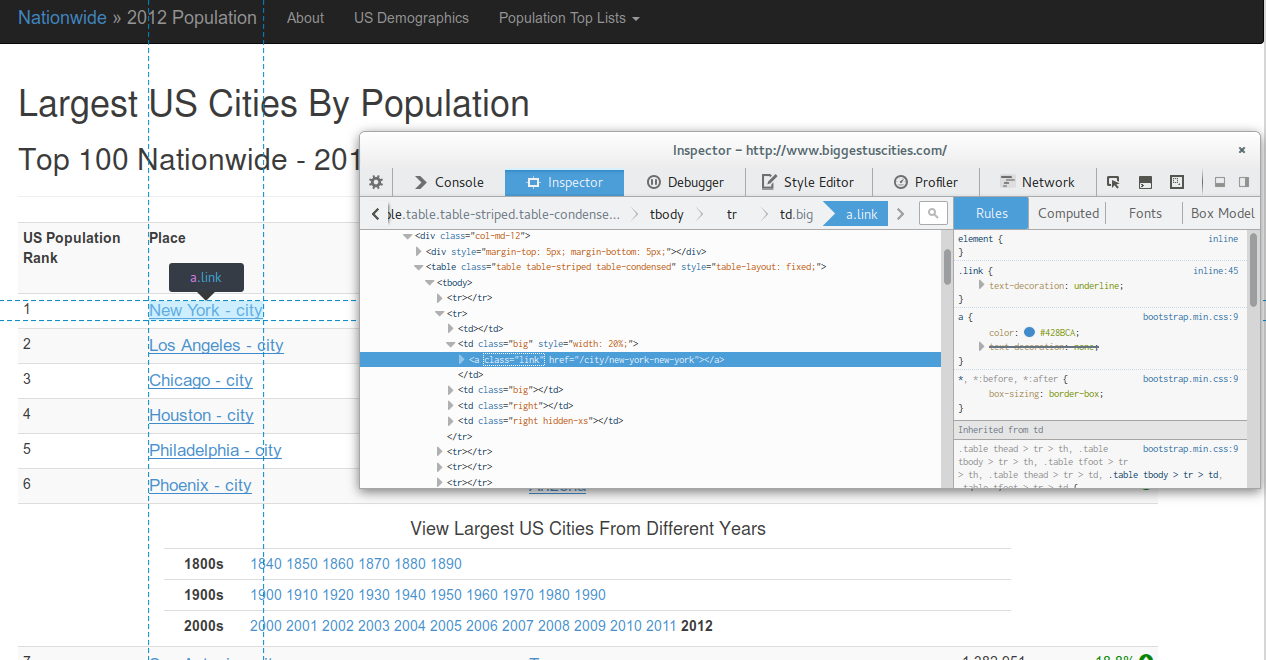 Nationwide » 2012 Population About US Demographics Population Top Lists
Largest US Cities By Population
Top 100 Nationwide - 201
Inspector – http://www.biggestuscities.com/
Console Inspector Debugger Style Editor Profiler Network
ble.table.table-striped.table-condense... tbody tr td.big a.link
Rules Computed Fonts Box Model
US Population Rank
Place
a.link
1 New York - city
2 Los Angeles - city
3 Chicago - city
4 Houston - city
5 Philadelphia - city
6 Phoenix - city
Arizona
<div class="col-md-12">
<div style="margin-top: 5px; margin-bottom: 5px;"></div>
<table class="table table-striped table-condensed" style="table-layout: fixed;">
<tbody>
<tr></tr>
<tr>
<td></td>
<td class="big" style="width: 20%;">
<a class="link" href="/city/new-york-new-york"></a>
</td>
<td class="big"></td>
<td class="right"></td>
<td class="right hidden-xs"></td>
</tr>
<tr></tr>
<tr></tr>
<tr></tr>
element { inline
}
.link { inline:45
text-decoration: underline;
}
a { bootstrap.min.css:9
color: #428BCA;
text-decoration: none;
}
*, *:before, *:after { bootstrap.min.css:9
box-sizing: border-box;
}
Inherited from td
.table thead > tr > th, .table bootstrap.min.css:9
tbody > tr > th, .table tfoot > tr
> th, .table thead > tr > td, .table tbody > tr > td,
.table tfoot > tr > td {
View Largest US Cities From Different Years
1800s 1840 1850 1860 1870 1880 1890
1900s 1900 1910 1920 1930 1940 1950 1960 1970 1980 1990
2000s 2000 2001 2002 2003 2004 2005 2006 2007 2008 2009 2010 2011 2012
7 1,382,951 18.8%